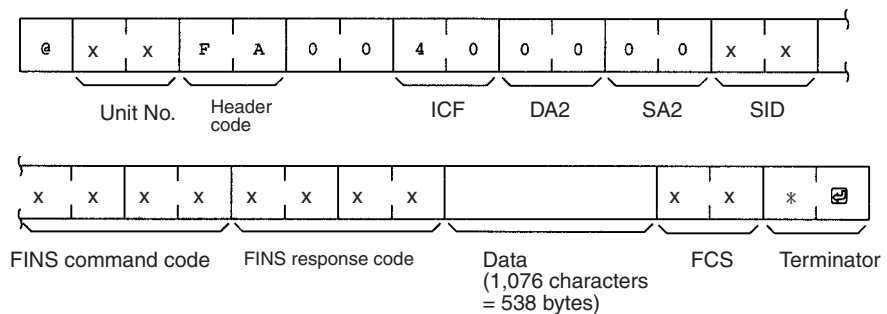 @ x x F A 0 0 4 0 0 0 0 0 x x
Unit No. Header code ICF DA2 SA2 SID
x x x x x x x x x x * ↵
FINS command code FINS response code Data FCS Terminator
(1,076 characters
= 538 bytes)